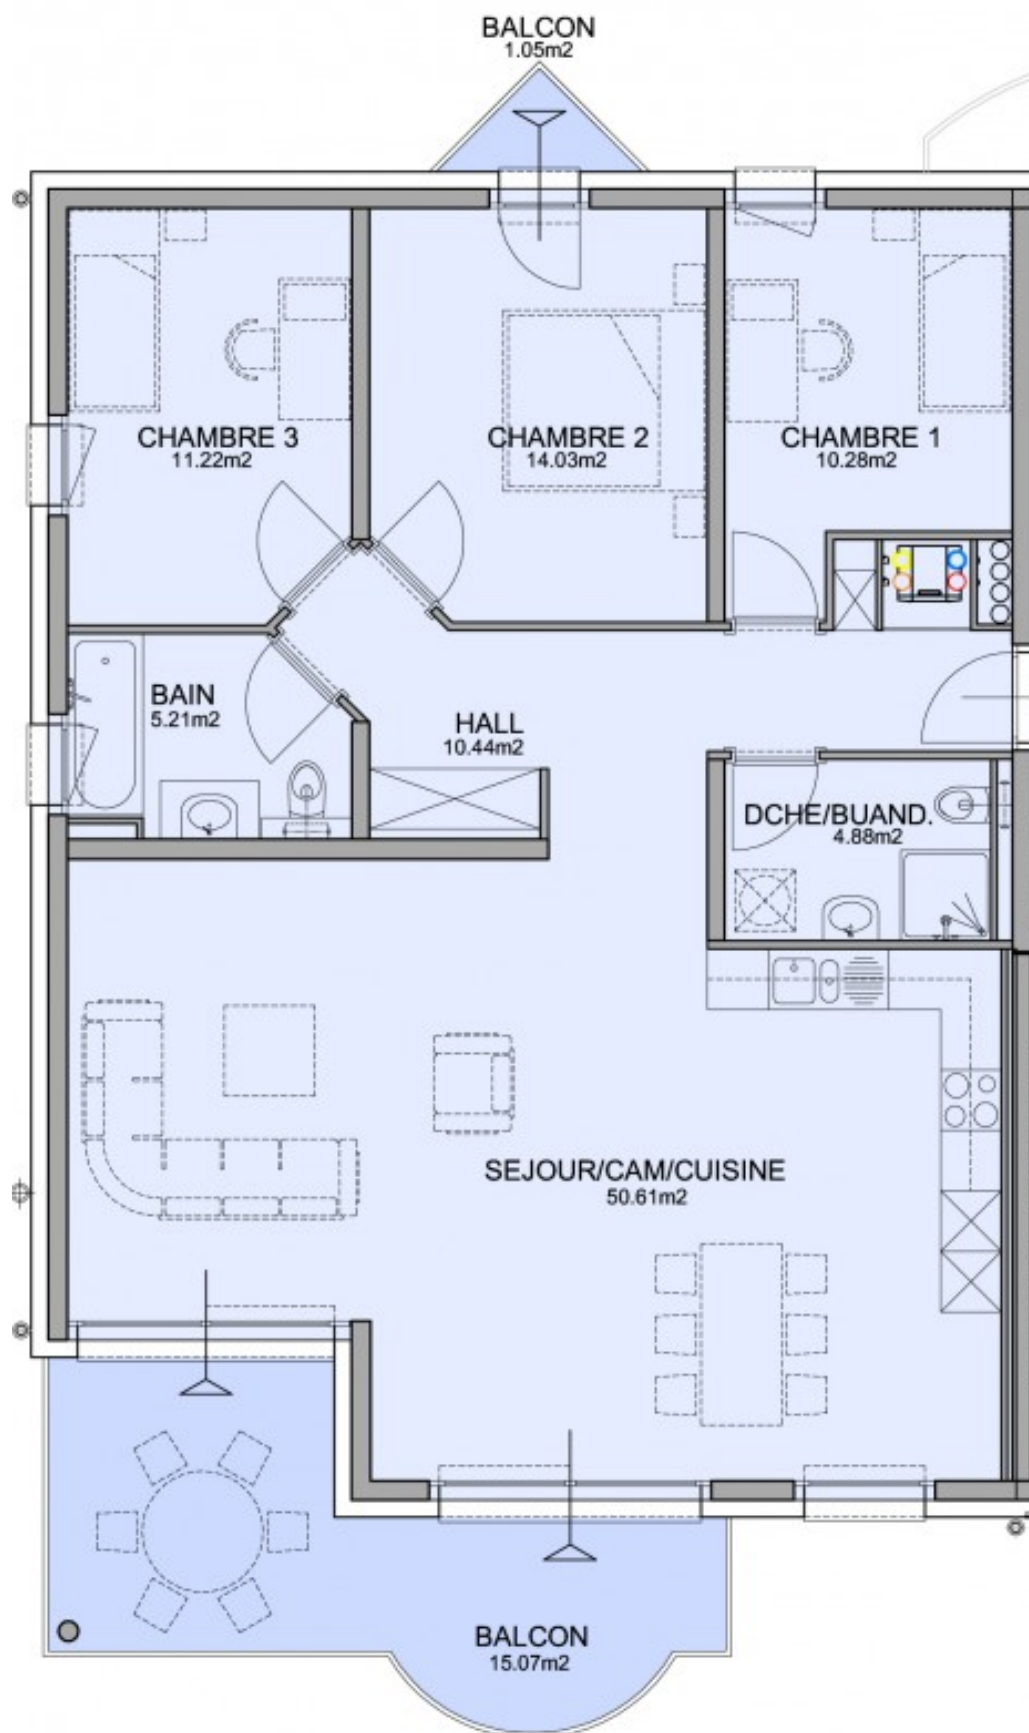 BALCON
1.05m2
CHAMBRE 3
11.22m2
CHAMBRE 2
14.03m2
CHAMBRE 1
10.28m2
BAIN
5.21m2
HALL
10.44m2
DCHE/BUAND.
4.88m2
SEJOUR/CAM/CUISINE
50.61m2
BALCON
15.07m2